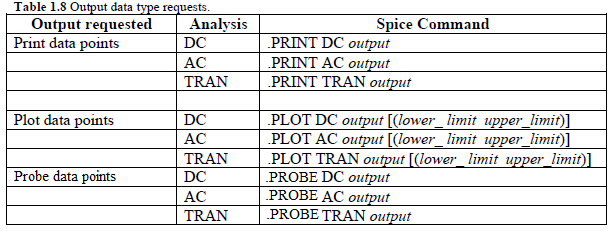 Table 1.8 Output data type requests.
Output requested Analysis Spice Command
Print data points DC .PRINT DC output
AC .PRINT AC output
TRAN .PRINT TRAN output
Plot data points DC .PLOT DC output [(lower_ limit upper_limit)]
AC .PLOT AC output [(lower_ limit upper_limit)]
TRAN .PLOT TRAN output [(lower_ limit upper_limit)]
Probe data points DC .PROBE DC output
AC .PROBE AC output
TRAN .PROBE TRAN output